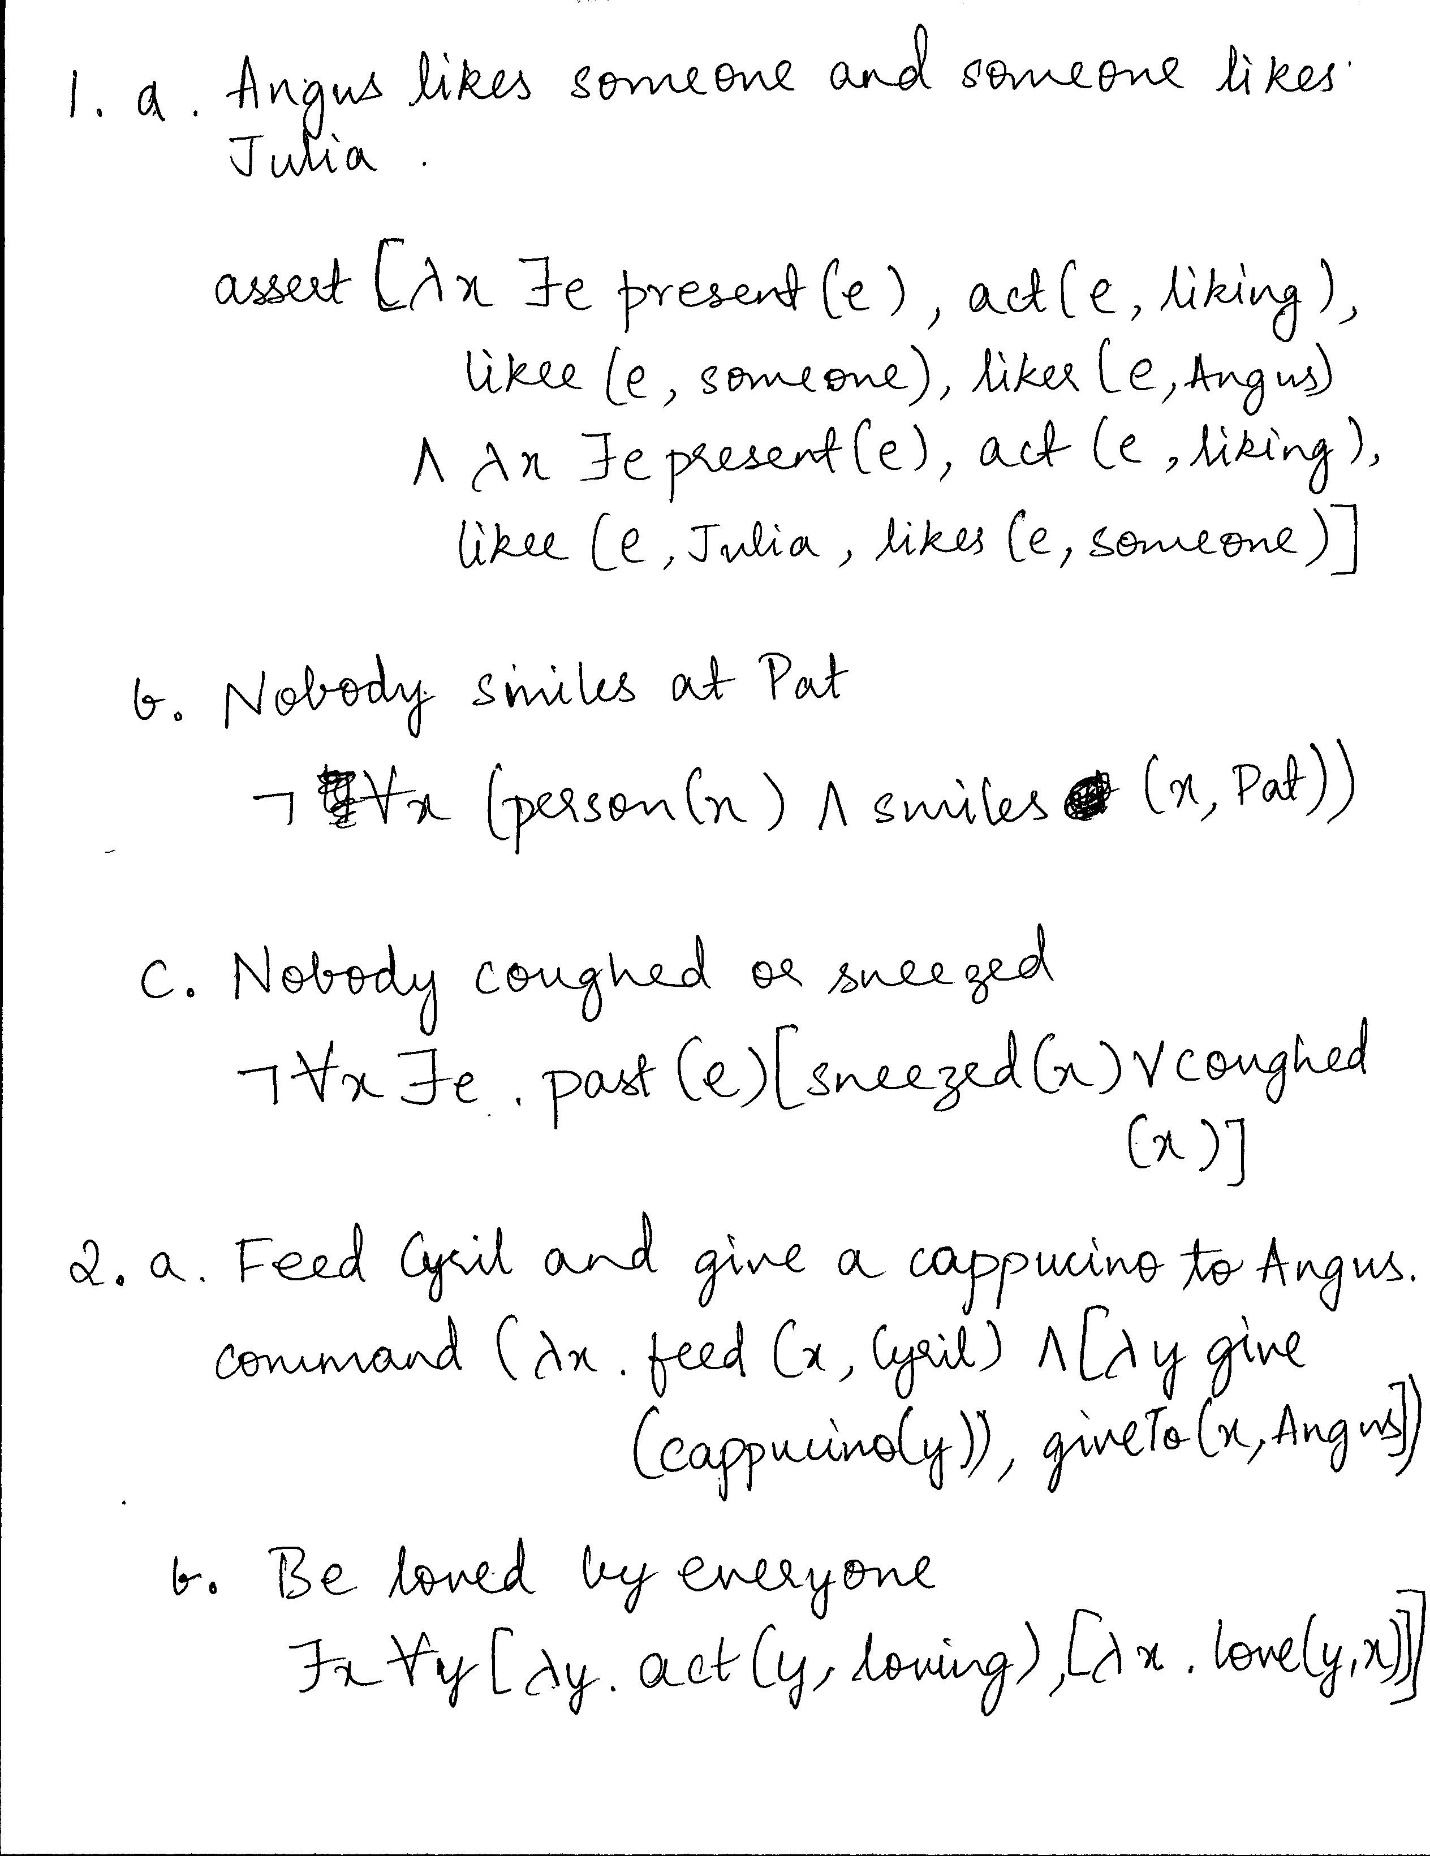 1. a. Angus likes someone and someone likes
Julia.
assert [λx ∃e present(e), act(e, liking),
likee (e, someone), liker (e, Angus)
∧ λx ∃e present(e), act (e, liking),
likee (e, Julia, liker (e, someone)]
b. Nobody smiles at Pat
¬ ∀x (person(x) ∧ smiles (x, Pat))
c. Nobody coughed or sneezed
¬∀x ∃e . past (e)[sneezed(x) ∨ coughed
(x)]
2. a. Feed Cyril and give a cappucino to Angus.
command (λx. feed (x, Cyril) ∧ [λy give
(cappucino(y)), giveTo(x, Angus])
b. Be loved by everyone
∃x ∀y [λy. act(y, loving), [λx. love(y,x)]]